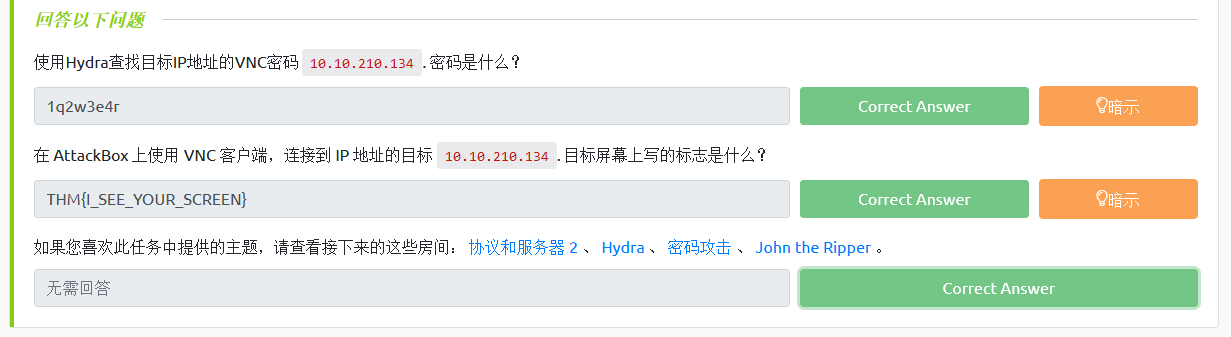 回答以下问题
使用Hydra查找目标IP地址的VNC密码 10.10.210.134 . 密码是什么？
1q2w3e4r Correct Answer 暗示
在 AttackBox 上使用 VNC 客户端，连接到 IP 地址的目标 10.10.210.134 . 目标屏幕上写的标志是什么？
THM{I_SEE_YOUR_SCREEN} Correct Answer 暗示
如果您喜欢此任务中提供的主题，请查看接下来的这些房间： 协议和服务器 2 、 Hydra 、 密码攻击 、 John the Ripper 。
无需回答 Correct Answer